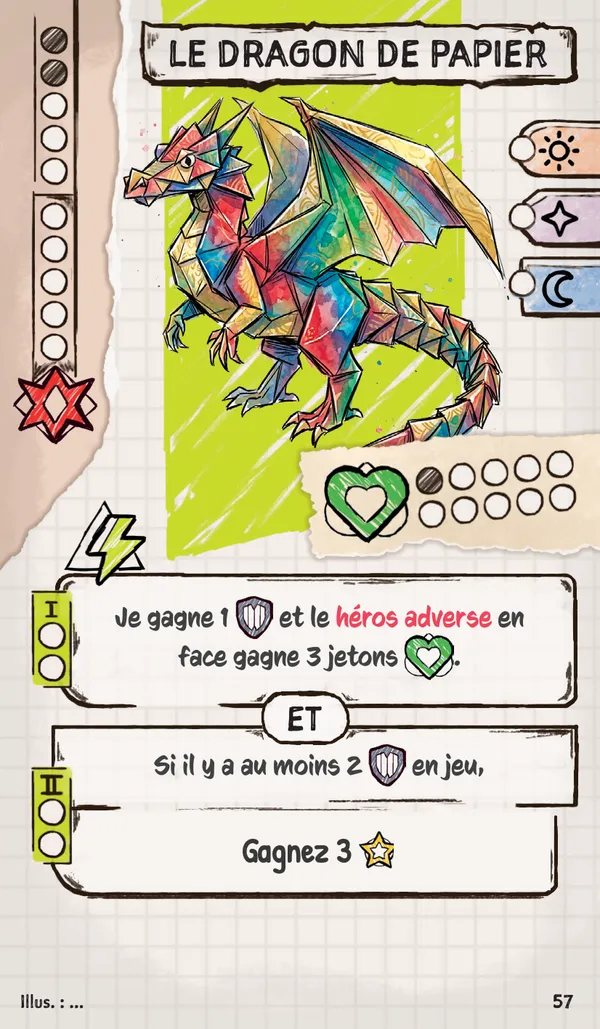 LE DRAGON DE PAPIER
I
Je gagne 1 et le héros adverse en
face gagne 3 jetons .
ET
II
Si il y a au moins 2 en jeu,
Gagnez 3
Illus. : ...
57